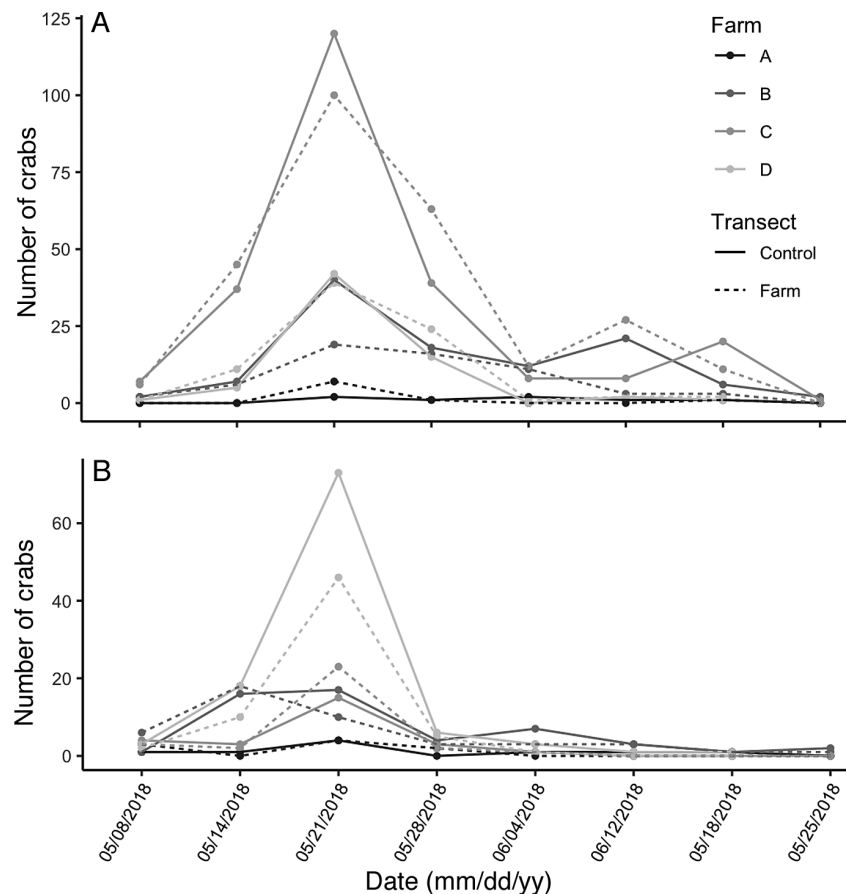 A
125
100
75
50
25
0
Number of crabs
Farm
A
B
C
D
Transect
Control
Farm
B
60
40
20
0
Number of crabs
05/08/2018
05/14/2018
05/21/2018
05/28/2018
06/04/2018
06/12/2018
05/18/2018
05/25/2018
Date (mm/dd/yy)